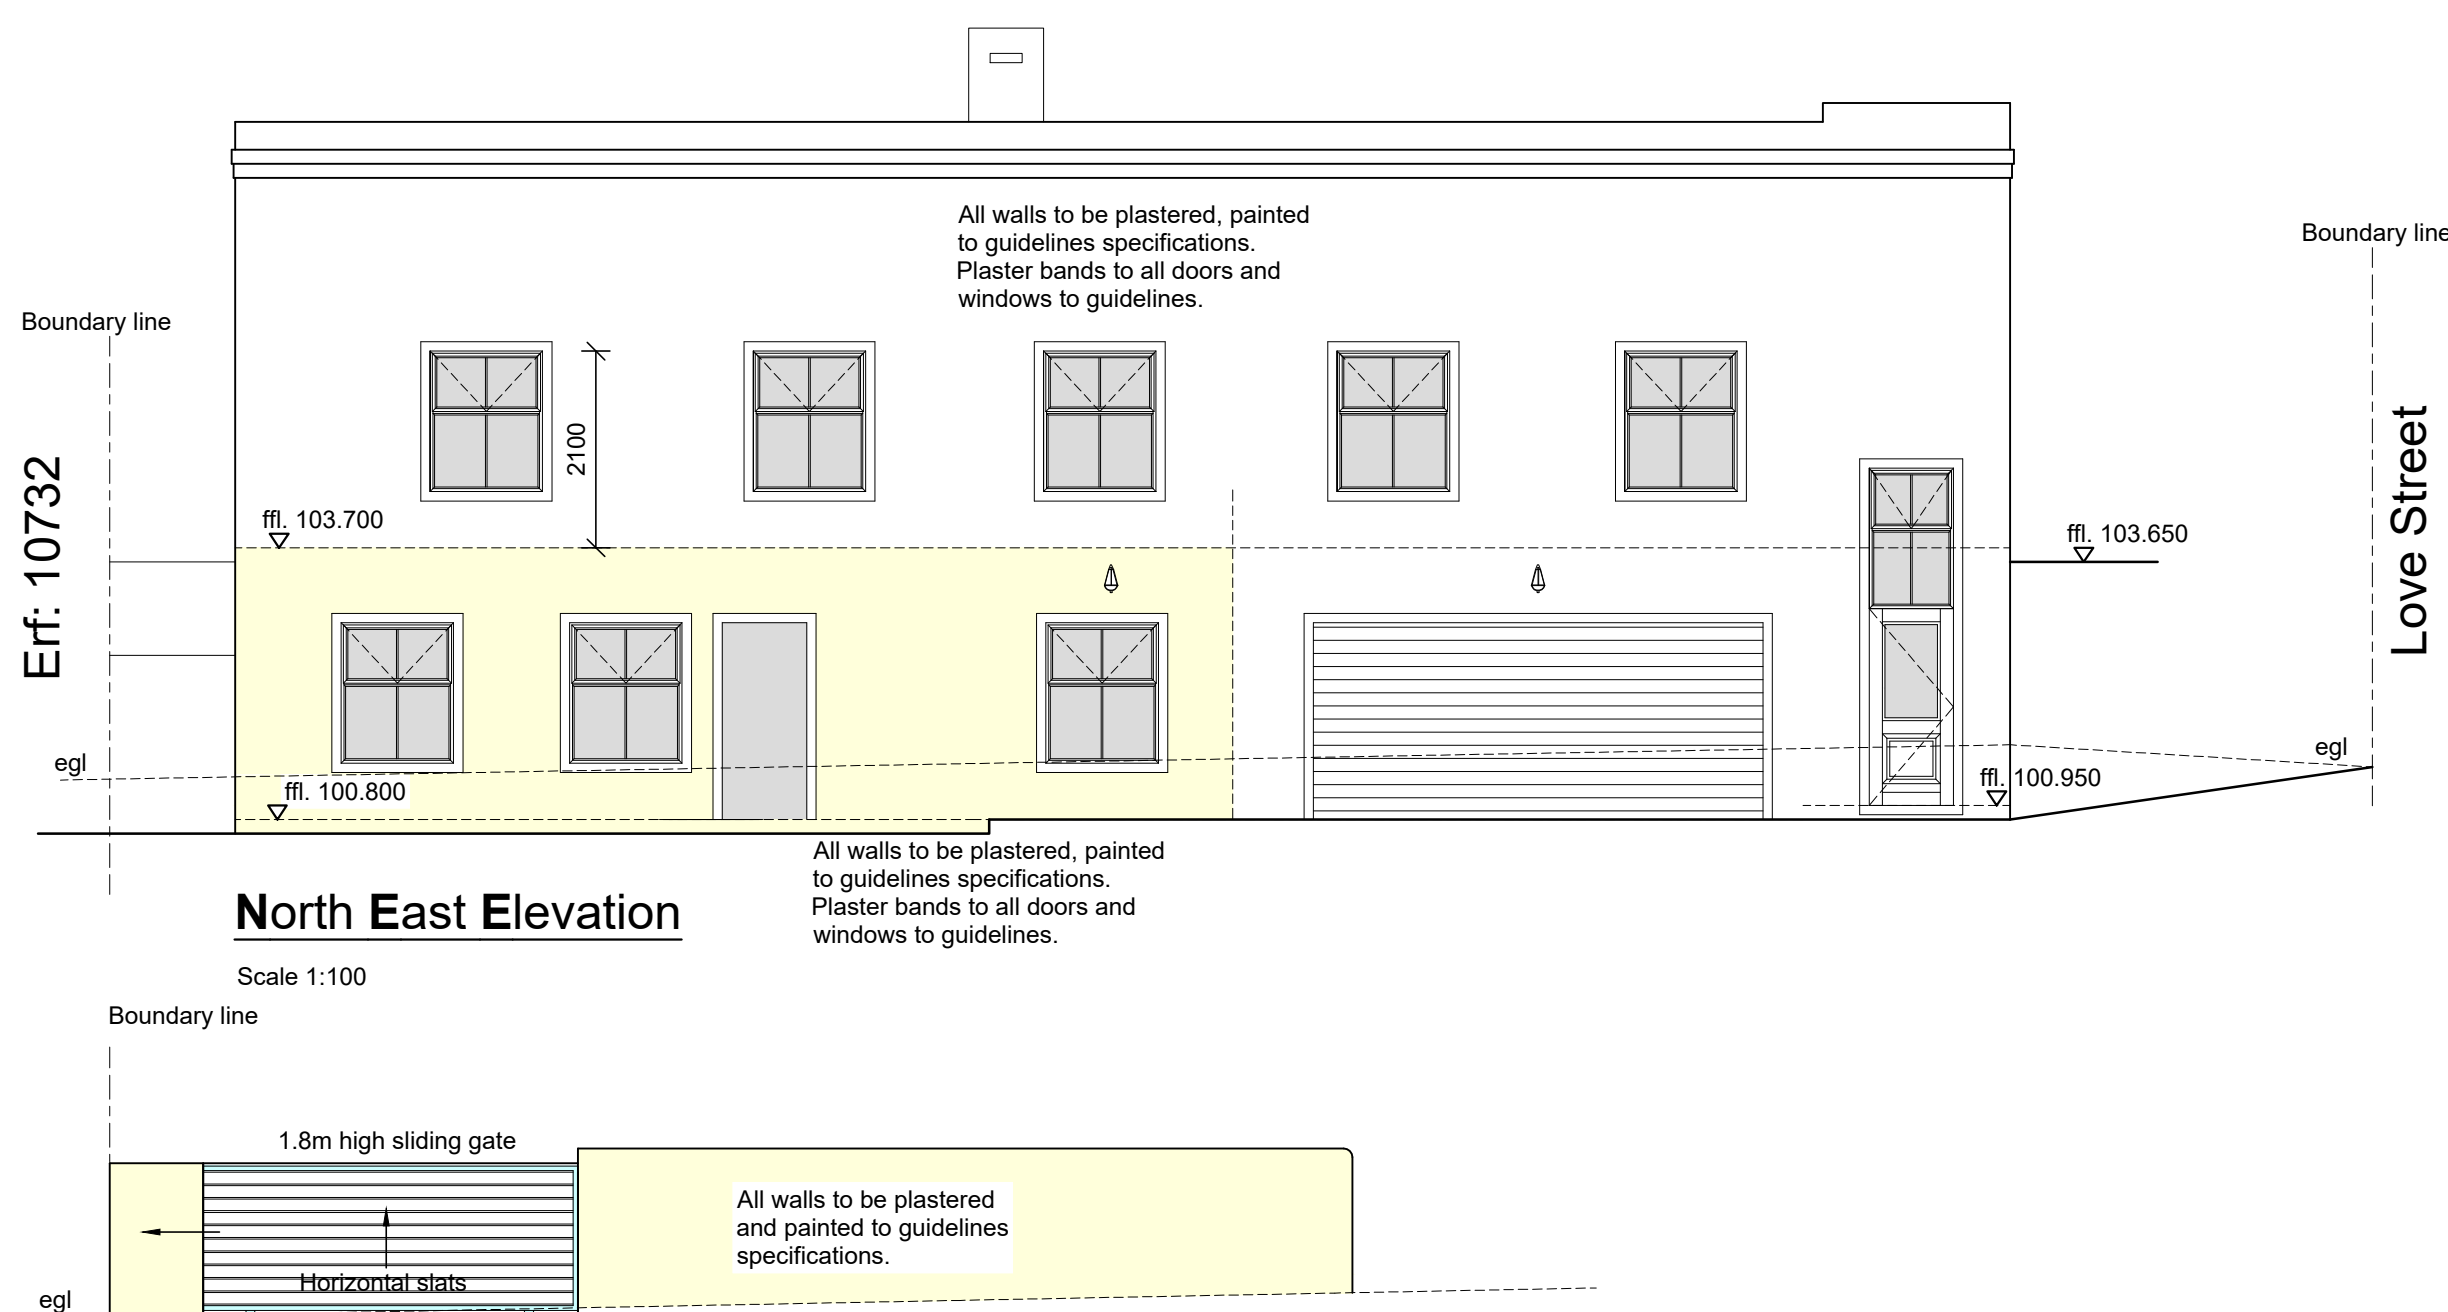 All walls to be plastered, painted
to guidelines specifications.
Plaster bands to all doors and
windows to guidelines.
Boundary line
Boundary line
Erf: 10732
2100
Love Street
ffl. 103.700
ffl. 103.650
egl
egl
ffl. 100.800
ffl. 100.950
All walls to be plastered, painted
to guidelines specifications.
Plaster bands to all doors and
windows to guidelines.
North East Elevation
Scale 1:100
Boundary line
1.8m high sliding gate
All walls to be plastered
and painted to guidelines
specifications.
Horizontal slats
egl